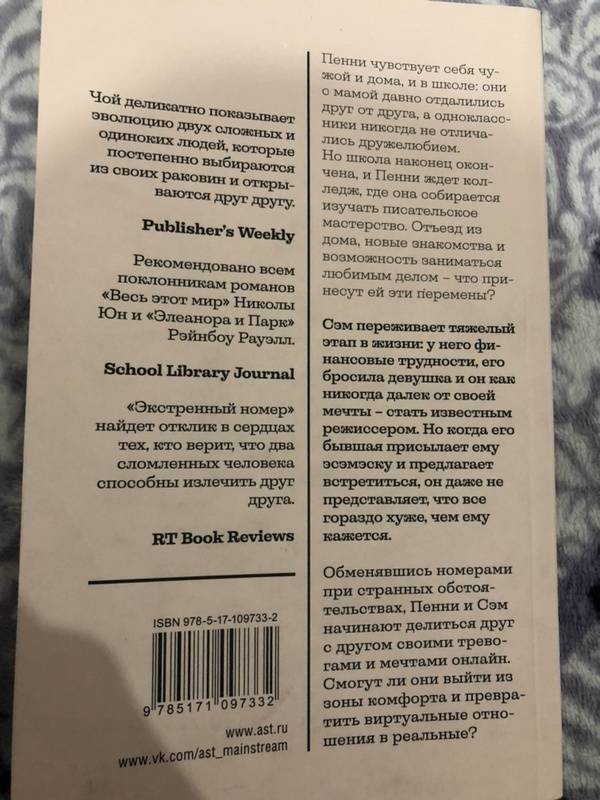 Чой деликатно показывает
эволюцию двух сложных и
одиноких людей, которые
постепенно выбираются
из своих раковин и откры-
ваются друг другу.
Publisher's Weekly
Рекомендовано всем
поклонникам романов
«Весь этот мир» Николы
Юн и «Элеанора и Парк»
Рэйнбоу Рауэлл.
School Library Journal
«Экстренный номер»
найдет отклик в сердцах
тех, кто верит, что два
сломленных человека
способны излечить друг
друга.
RT Book Reviews
ISBN 978-5-17-109733-2
9 785171 097332
www.ast.ru
www.vk.com/ast_mainstream
Пенни чувствует себя чу-
жой и дома, и в школе: они
с мамой давно отдалились
друг от друга, а однокласс-
ники никогда не отлича-
лись дружелюбием.
Но школа наконец окон-
чена, и Пенни ждет кол-
ледж, где она собирается
изучать писательское
мастерство. Отъезд из
дома, новые знакомства и
возможность заниматься
любимым делом – что при-
несут ей эти перемены?
Сэм переживает тяжелый
этап в жизни: у него фи-
нансовые трудности, его
бросила девушка и он как
никогда далек от своей
мечты – стать известным
режиссером. Но когда его
бывшая присылает ему
эсэмэску и предлагает
встретиться, он даже не
представляет, что все
гораздо хуже, чем ему
кажется.
Обменявшись номерами
при странных обстоя-
тельствах, Пенни и Сэм
начинают делиться друг
с другом своими трево-
гами и мечтами онлайн.
Смогут ли они выйти из
зоны комфорта и превра-
тить виртуальные отно-
шения в реальные?